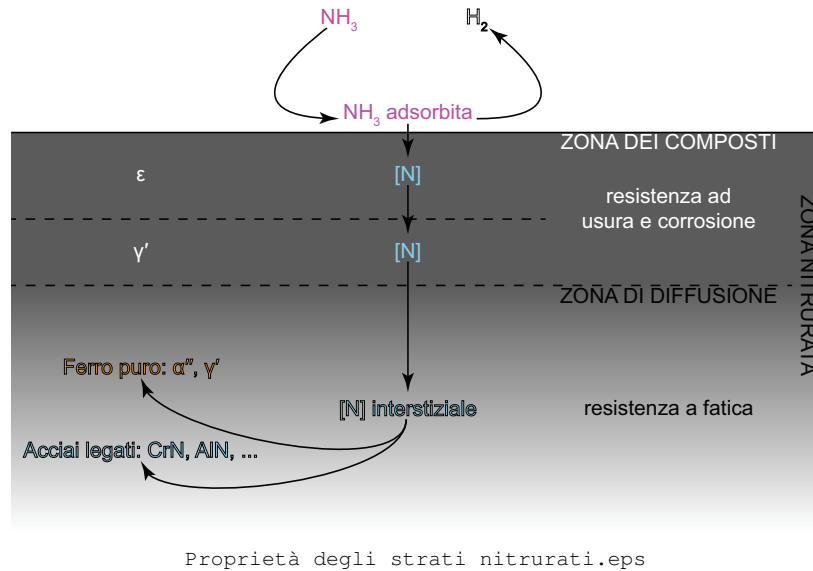 NH₃
H₂
NH₃ adsorbita
ZONA DEI COMPOSTI
ε
[N]
resistenza ad
usura e corrosione
γ′
[N]
ZONA NITRURATA
ZONA DI DIFFUSIONE
Ferro puro: α″, γ′
[N] interstiziale
resistenza a fatica
Acciai legati: CrN, AlN, ...
Proprietà degli strati nitrurati.eps